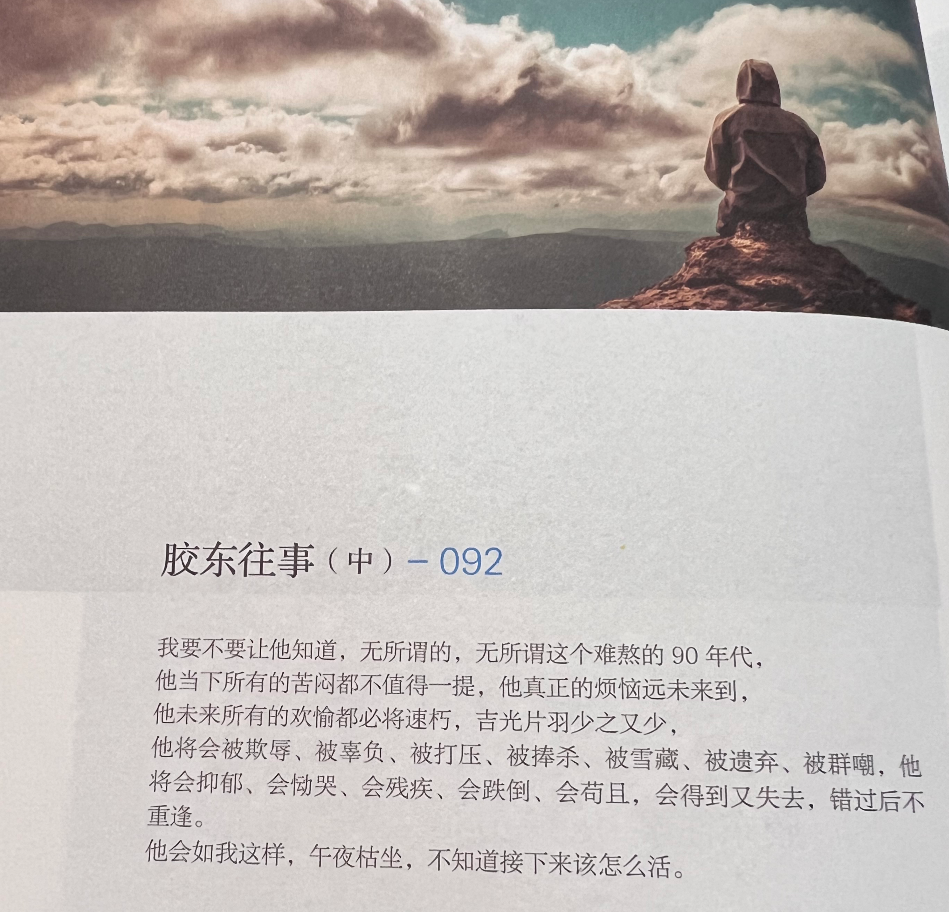 胶东往事（中）– 092
我要不要让他知道，无所谓的，无所谓这个难熬的 90 年代，
他当下所有的苦闷都不值得一提，他真正的烦恼远未来到，
他未来所有的欢愉都必将速朽，吉光片羽少之又少，
他将会被欺辱、被辜负、被打压、被捧杀、被雪藏、被遗弃、被群嘲，他
将会抑郁、会恸哭、会残疾、会跌倒、会苟且，会得到又失去，错过后不
重逢。
他会如我这样，午夜枯坐，不知道接下来该怎么活。